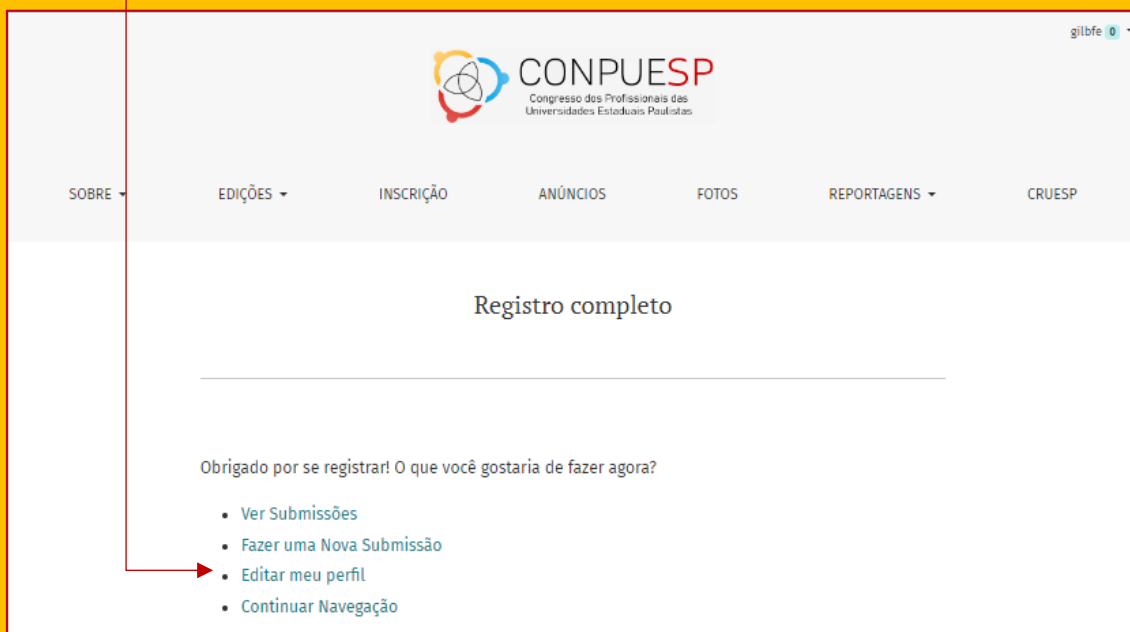 gilbfe 0
CONPUESP
Congresso dos Profissionais das
Universidades Estaduais Paulistas
SOBRE EDIÇÕES INSCRIÇÃO ANÚNCIOS FOTOS REPORTAGENS CRUESP
Registro completo
Obrigado por se registrar! O que você gostaria de fazer agora?
• Ver Submissões
• Fazer uma Nova Submissão
• Editar meu perfil
• Continuar Navegação